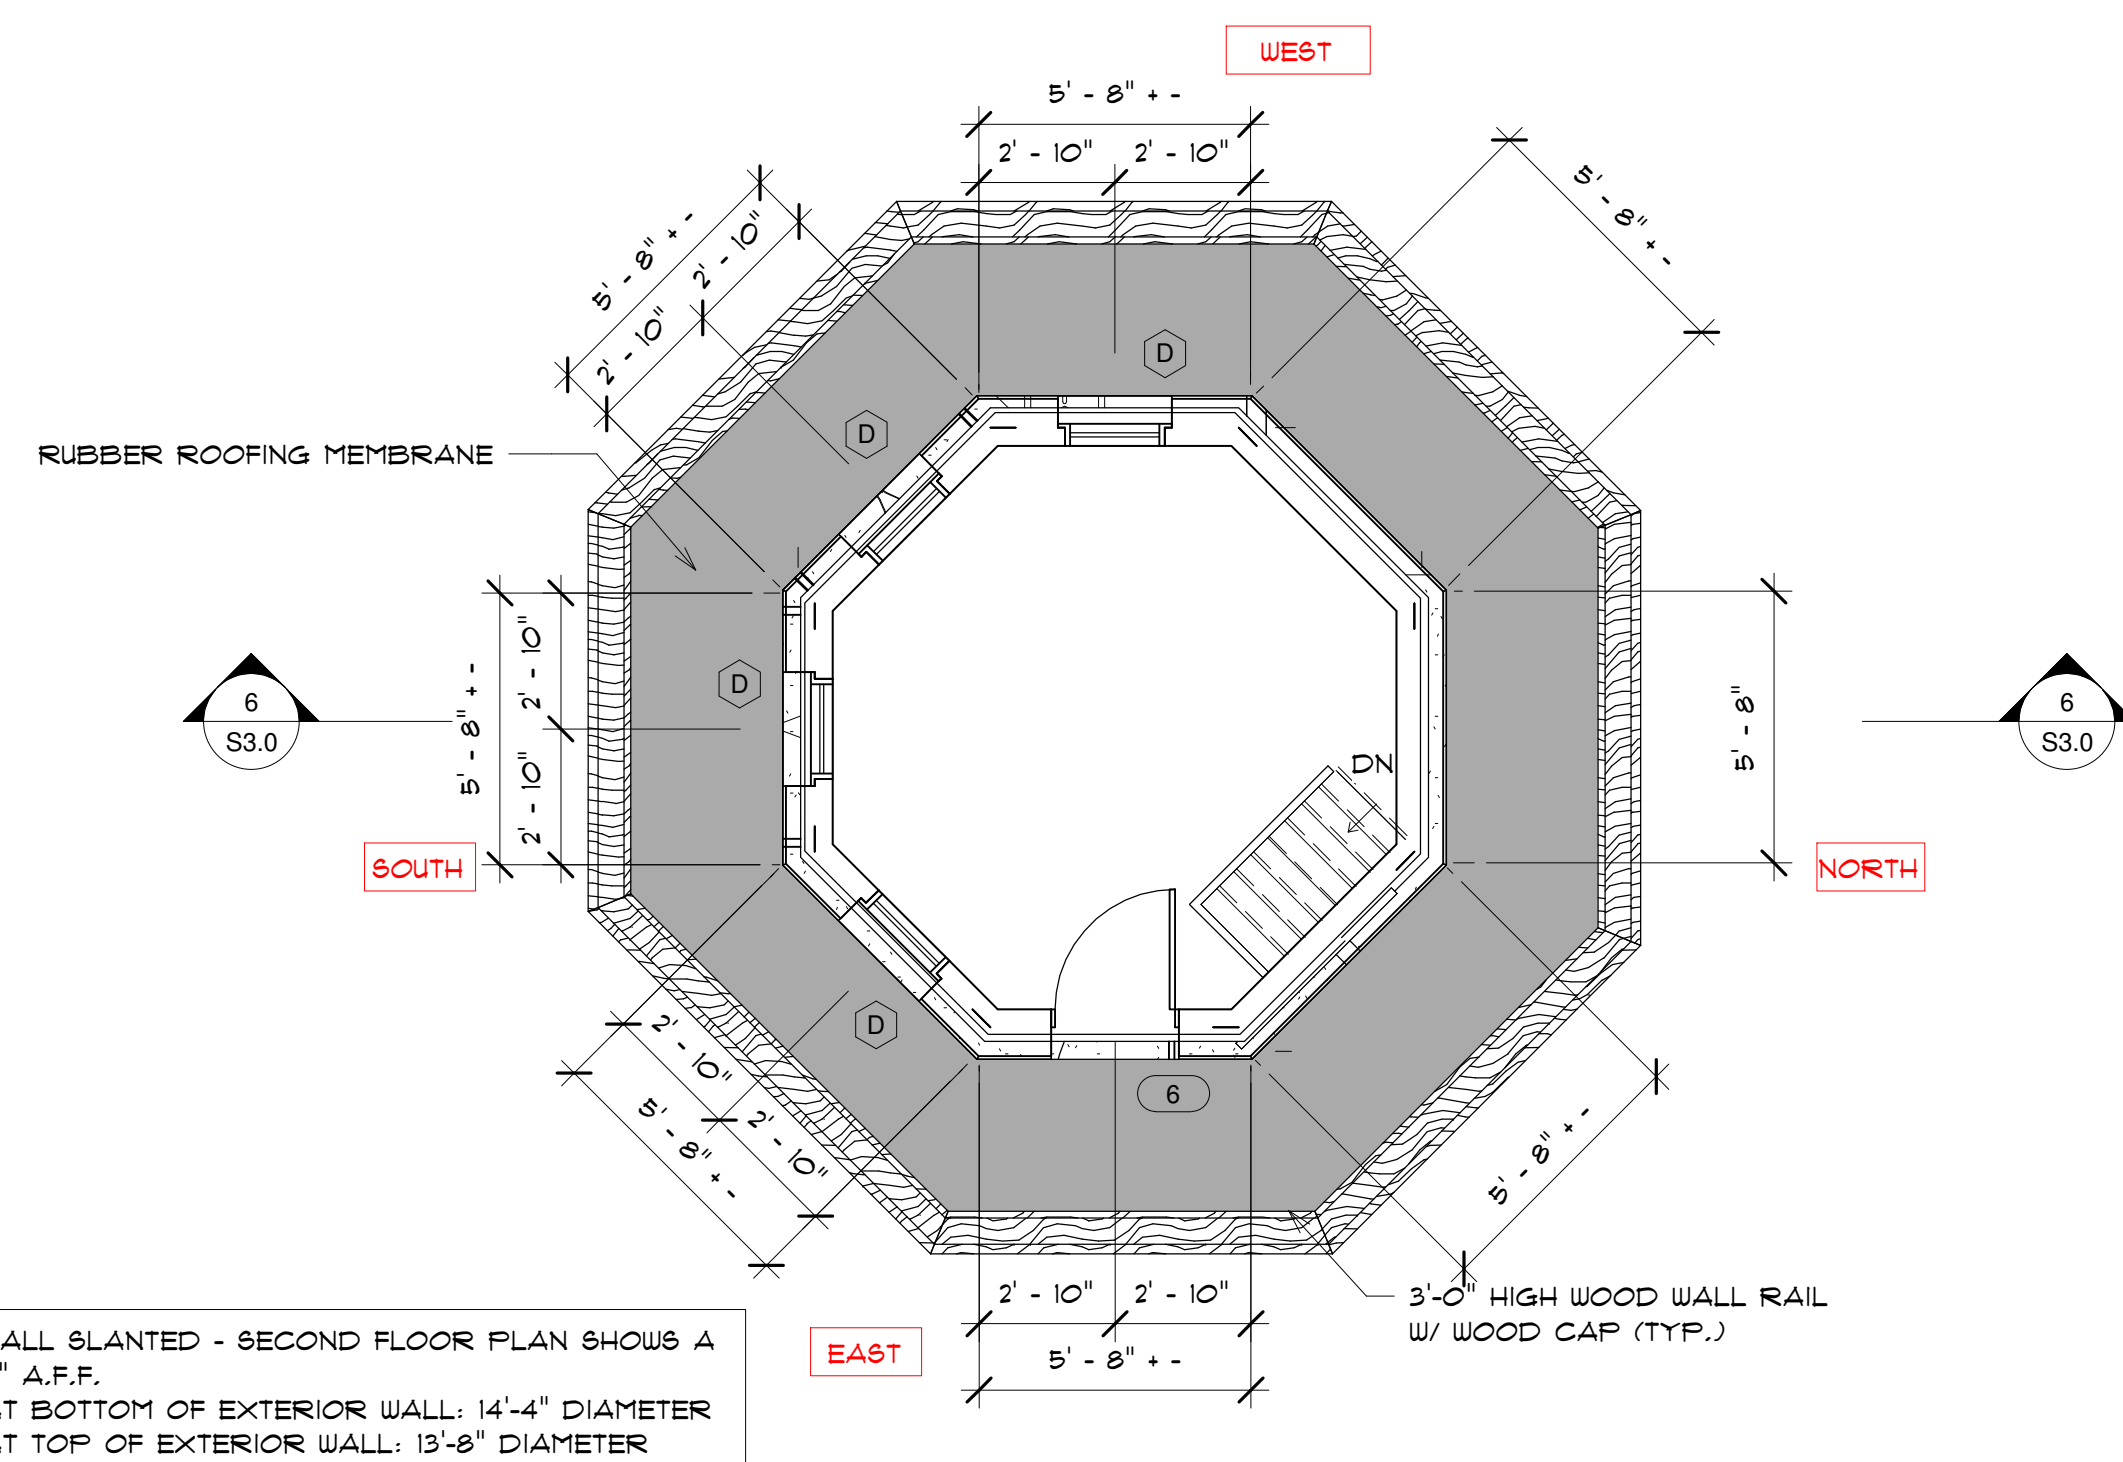 WEST
5' - 8" + -
2' - 10" 2' - 10"
5' - 8" + -
2' - 10"
2' - 10"
5' - 8" + -
D
D
RUBBER ROOFING MEMBRANE
D
2' - 10"
2' - 10"
5' - 8" + -
6
S3.0
5' - 8"
6
S3.0
DN
SOUTH
NORTH
D
2' - 10"
2' - 10"
5' - 8" + -
6
5' - 8" + -
2' - 10" 2' - 10"
5' - 8" + -
EAST
3'-0" HIGH WOOD WALL RAIL
W/ WOOD CAP (TYP.)
ALL SLANTED - SECOND FLOOR PLAN SHOWS A
" A.F.F.
AT BOTTOM OF EXTERIOR WALL: 14'-4" DIAMETER
AT TOP OF EXTERIOR WALL: 13'-8" DIAMETER